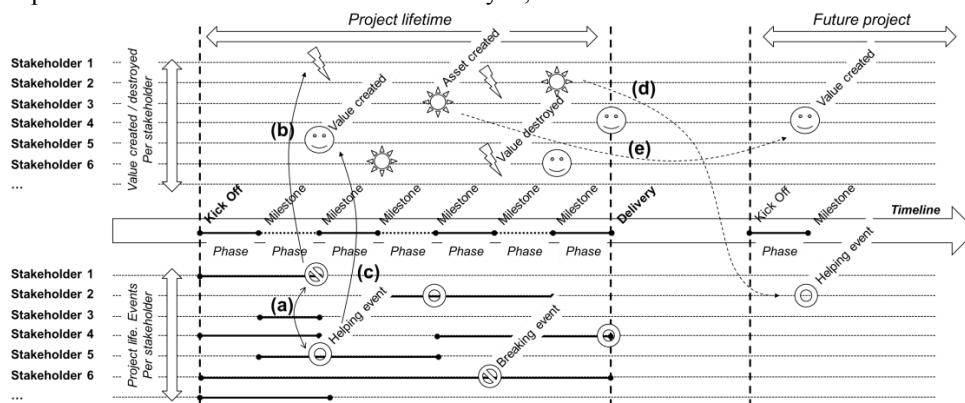 Project lifetime
Future project
Value created / destroyed
Per stakeholder
Stakeholder 1
Stakeholder 2
Stakeholder 3
Stakeholder 4
Stakeholder 5
Stakeholder 6
...
Value created
Asset created
Value destroyed
Value created
(b)
(d)
(e)
Kick Off
Milestone
Milestone
Milestone
Milestone
Milestone
Milestone
Delivery
Kick Off
Milestone
Timeline
Phase
Phase
Phase
Phase
Phase
Phase
Phase
Phase
Project life. Events
Per stakeholder
Stakeholder 1
Stakeholder 2
Stakeholder 3
Stakeholder 4
Stakeholder 5
Stakeholder 6
...
(a)
(c)
Helping event
Breaking event
Helping event